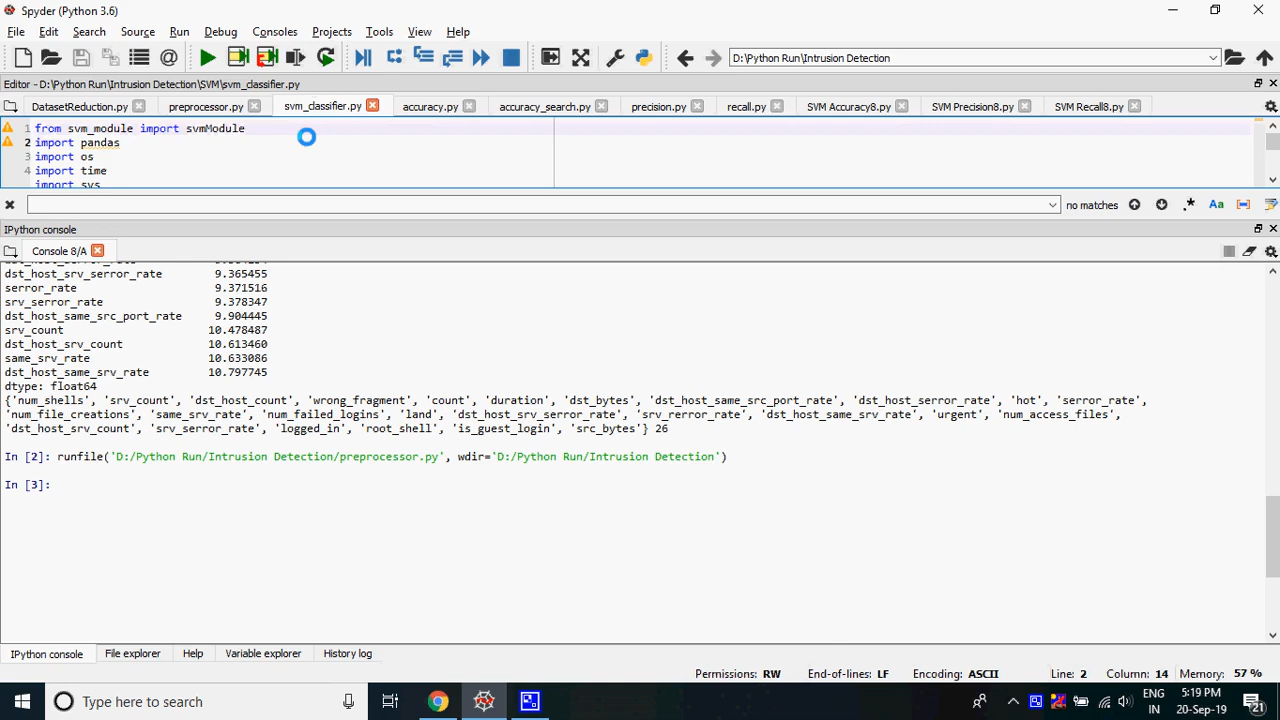 Spyder (Python 3.6)
File Edit Search Source Run Debug Consoles Projects Tools View Help
D:\Python Run\Intrusion Detection
Editor - D:\Python Run\Intrusion Detection\SVM\svm_classifier.py
DatasetReduction.py preprocessor.py svm_classifier.py accuracy.py accuracy_search.py precision.py recall.py SVM Accuracy8.py SVM Precision8.py SVM Recall8.py
1 from svm_module import svmModule
2 import pandas
3 import os
4 import time
import sys
no matches .* Aa
IPython console
Console 8/A
dst_host_srv_serror_rate 9.365455
serror_rate 9.371516
srv_serror_rate 9.378347
dst_host_same_src_port_rate 9.904445
srv_count 10.478487
dst_host_srv_count 10.613460
same_srv_rate 10.633086
dst_host_same_srv_rate 10.797745
dtype: float64
{'num_shells', 'srv_count', 'dst_host_count', 'wrong_fragment', 'count', 'duration', 'dst_bytes', 'dst_host_same_src_port_rate', 'dst_host_serror_rate', 'hot', 'serror_rate',
'num_file_creations', 'same_srv_rate', 'num_failed_logins', 'land', 'dst_host_srv_serror_rate', 'srv_rerror_rate', 'dst_host_same_srv_rate', 'urgent', 'num_access_files',
'dst_host_srv_count', 'srv_serror_rate', 'logged_in', 'root_shell', 'is_guest_login', 'src_bytes'} 26
In [2]: runfile('D:/Python Run/Intrusion Detection/preprocessor.py', wdir='D:/Python Run/Intrusion Detection')
In [3]:
IPython console File explorer Help Variable explorer History log
Permissions: RW End-of-lines: LF Encoding: ASCII Line: 2 Column: 14 Memory: 57 %
Type here to search
ENG 5:19 PM
IN 20-Sep-19 21